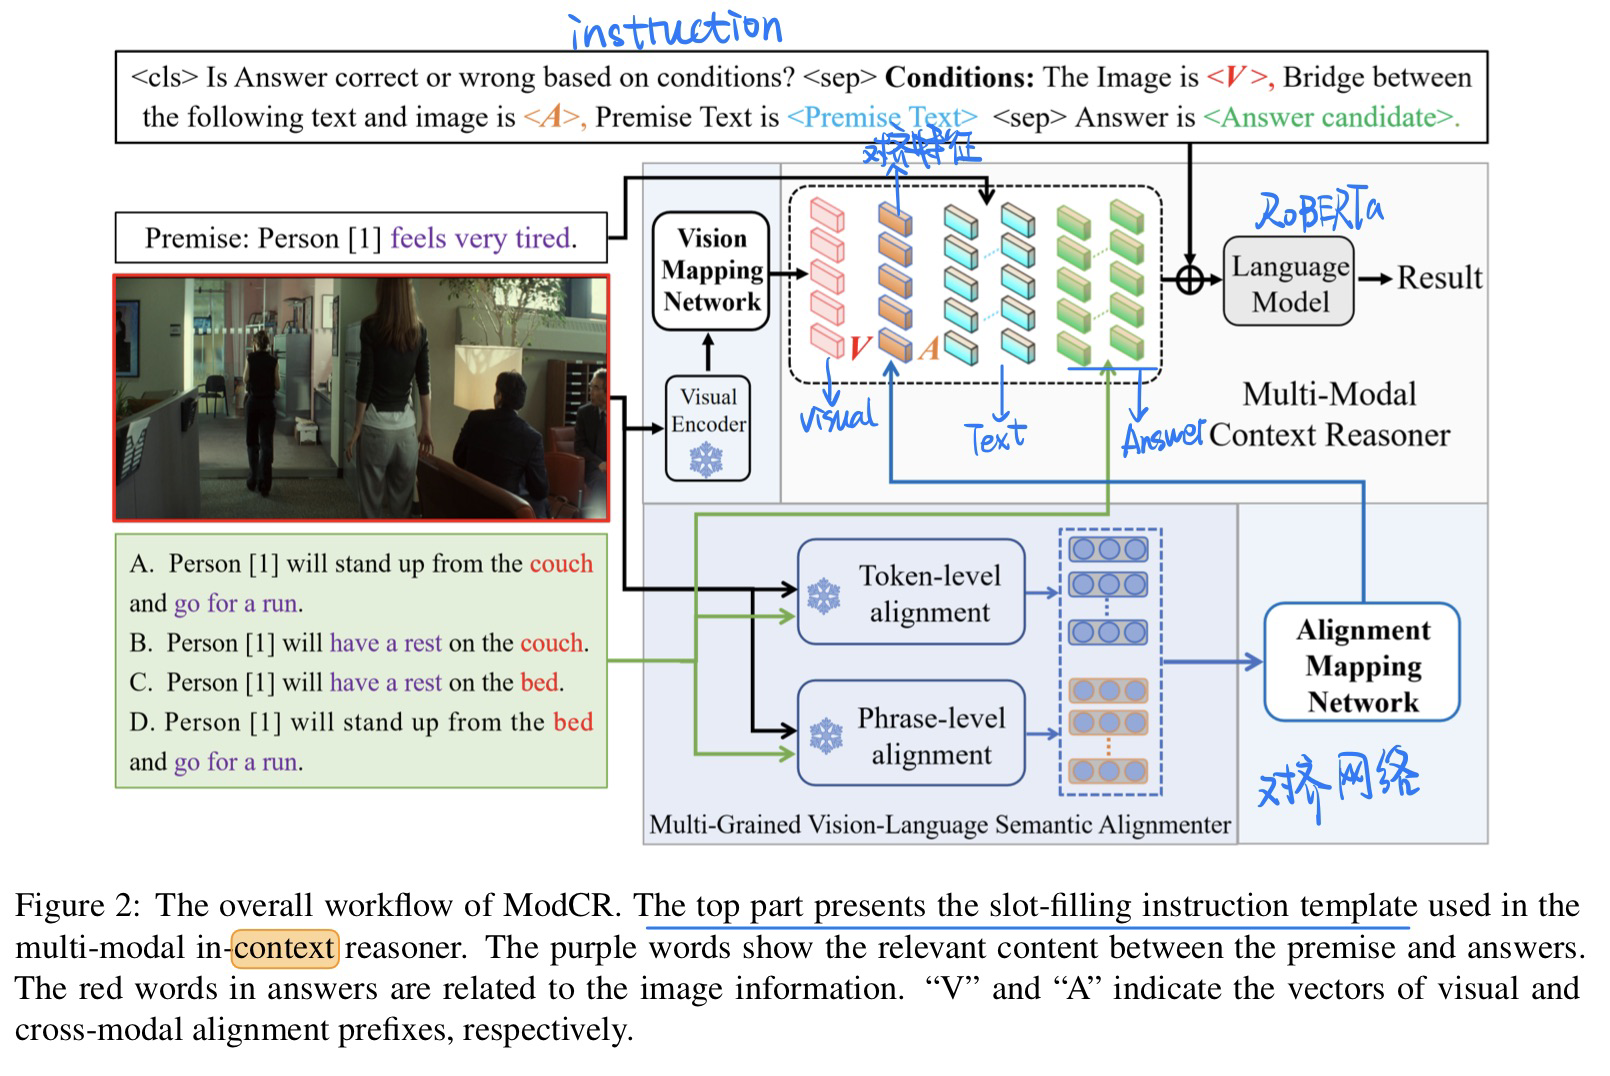 instruction
<cls> Is Answer correct or wrong based on conditions? <sep> Conditions: The Image is <V>, Bridge between
the following text and image is <A>, Premise Text is <Premise Text> <sep> Answer is <Answer candidate>.
对齐特征
Premise: Person [1] feels very tired.
Vision
Mapping
Network
Visual
Encoder
V
A
visual
Text
Answer
RoBERTa
Language
Model
Result
Multi-Modal
Context Reasoner
A. Person [1] will stand up from the couch
and go for a run.
B. Person [1] will have a rest on the couch.
C. Person [1] will have a rest on the bed.
D. Person [1] will stand up from the bed
and go for a run.
Token-level
alignment
Phrase-level
alignment
Multi-Grained Vision-Language Semantic Alignmenter
Alignment
Mapping
Network
对齐网络
Figure 2: The overall workflow of ModCR. The top part presents the slot-filling instruction template used in the
multi-modal in-context reasoner. The purple words show the relevant content between the premise and answers.
The red words in answers are related to the image information. “V” and “A” indicate the vectors of visual and
cross-modal alignment prefixes, respectively.